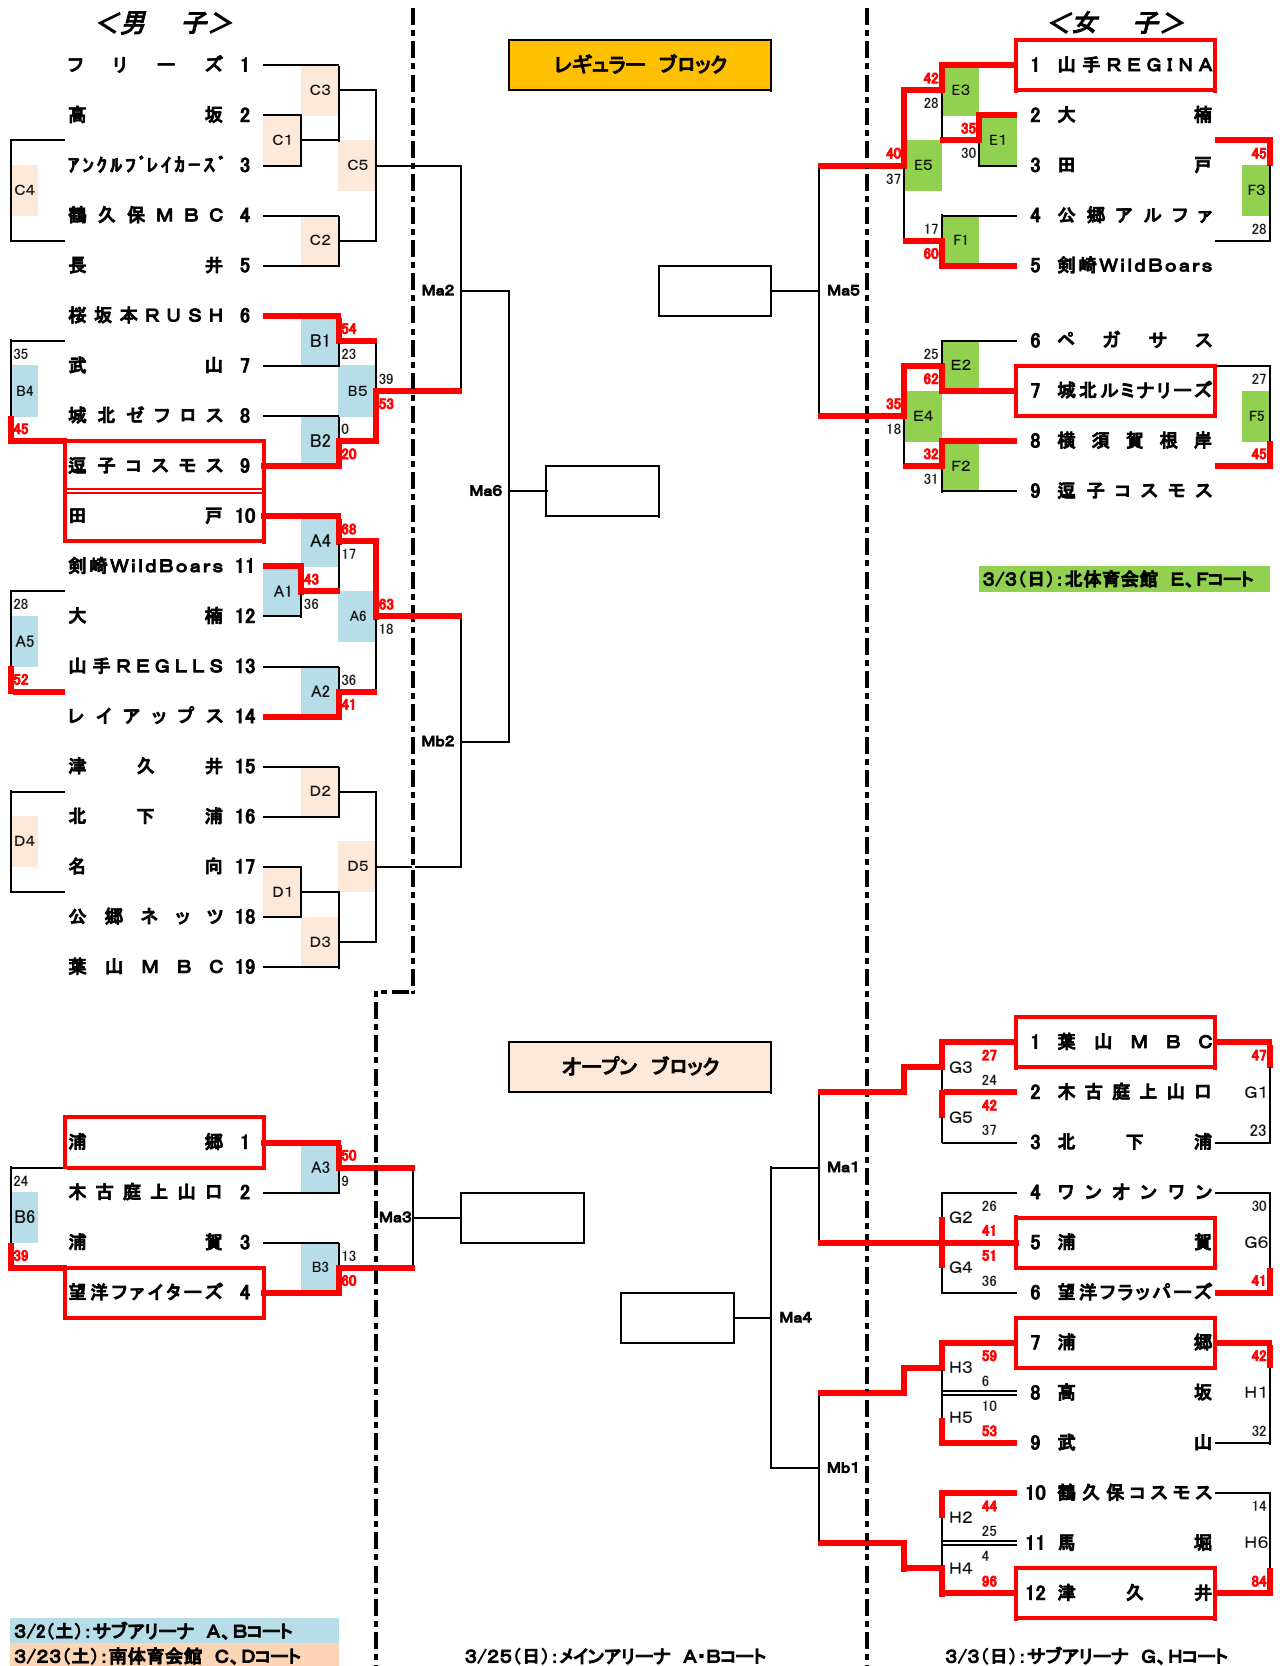 ＜男　子＞
レギュラー ブロック
＜女　子＞
フリーズ 1
高坂 2
アンクルブレイカーズ 3
鶴久保MBC 4
長井 5
桜坂本RUSH 6
武山 7
城北ゼフロス 8
逗子コスモス 9
田戸 10
剣崎WildBoars 11
大楠 12
山手REGLLS 13
レイアップス 14
津久井 15
北下浦 16
名向 17
公郷ネッツ 18
葉山MBC 19
C4
C3
C1
C5
C2
35
B4
45
B1
54
23
B5
39
53
B2
0
20
A4
68
17
A1
43
36
A6
63
18
28
A5
52
A2
36
41
D4
D2
D1
D5
D3
Ma2
Ma6
Mb2
Ma5
1 山手REGINA
2 大楠
3 田戸
4 公郷アルファ
5 剣崎WildBoars
6 ペガサス
7 城北ルミナリーズ
8 横須賀根岸
9 逗子コスモス
42
28
E3
35
30
E1
40
37
E5
17
60
F1
45
F3
28
25
62
E2
35
18
E4
32
31
F2
27
F5
45
3/3(日):北体育会館 E、Fコート
オープン ブロック
浦郷 1
木古庭上山口 2
浦賀 3
望洋ファイターズ 4
A3
50
9
24
B6
39
B3
13
60
Ma3
Ma1
Ma4
Mb1
1 葉山MBC
2 木古庭上山口
3 北下浦
4 ワンオンワン
5 浦賀
6 望洋フラッパーズ
7 浦郷
8 高坂
9 武山
10 鶴久保コスモス
11 馬堀
12 津久井
G3
27
24
G5
42
37
47
G1
23
G2
26
41
G4
51
36
30
G6
41
H3
59
6
H5
10
53
42
H1
32
H2
44
25
H4
4
96
14
H6
84
3/2(土):サブアリーナ A、Bコート
3/23(土):南体育会館 C、Dコート
3/25(日):メインアリーナ A・Bコート
3/3(日):サブアリーナ G、Hコート